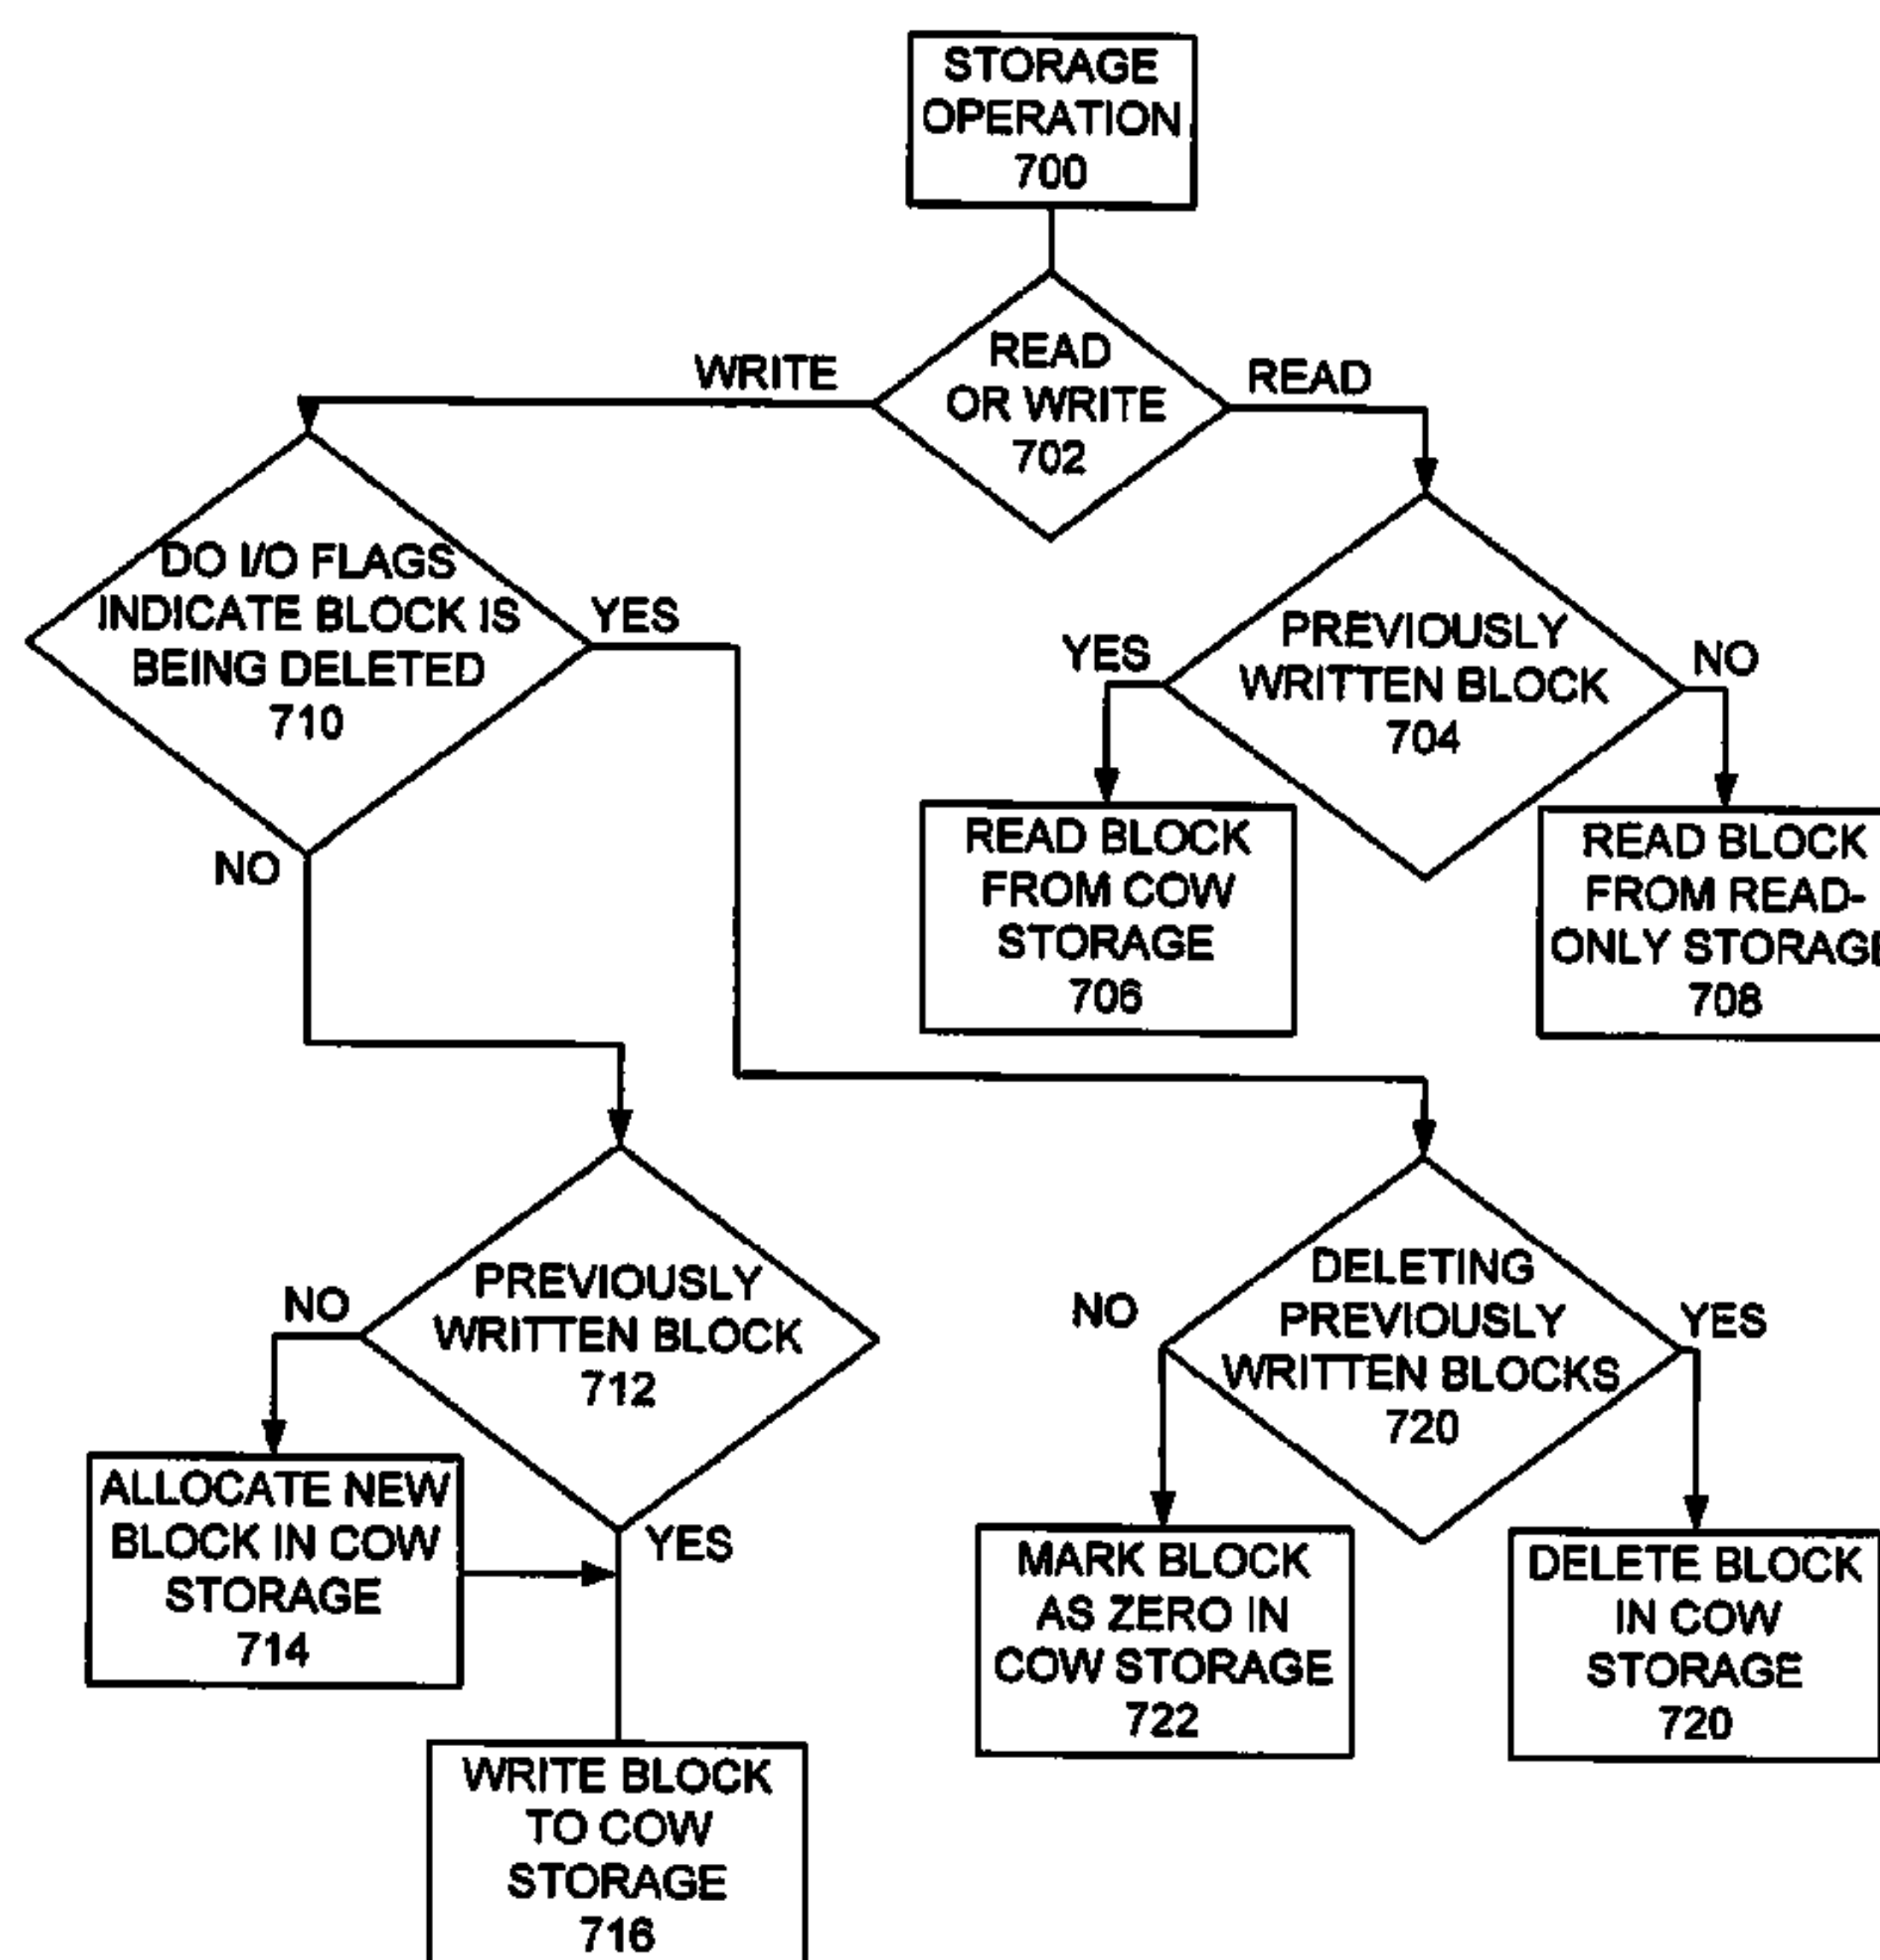 STORAGE
OPERATION
700
READ
OR WRITE
702
WRITE
READ
DO I/O FLAGS
INDICATE BLOCK IS
BEING DELETED
710
YES
NO
PREVIOUSLY
WRITTEN BLOCK
704
YES
NO
READ BLOCK
FROM COW
STORAGE
706
READ BLOCK
FROM READ-
ONLY STORAGE
708
PREVIOUSLY
WRITTEN BLOCK
712
NO
YES
ALLOCATE NEW
BLOCK IN COW
STORAGE
714
WRITE BLOCK
TO COW
STORAGE
716
DELETING
PREVIOUSLY
WRITTEN BLOCKS
720
NO
YES
MARK BLOCK
AS ZERO IN
COW STORAGE
722
DELETE BLOCK
IN COW
STORAGE
720